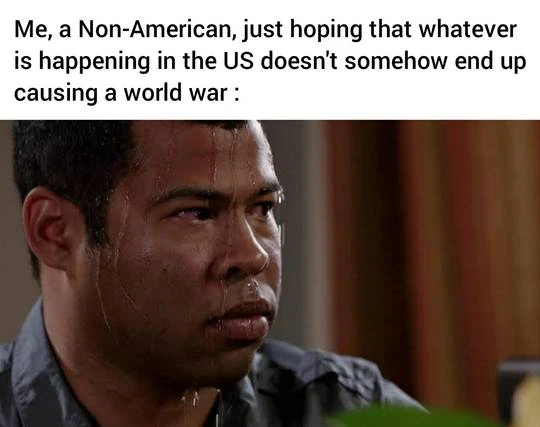 Me, a Non-American, just hoping that whatever
is happening in the US doesn't somehow end up
causing a world war :